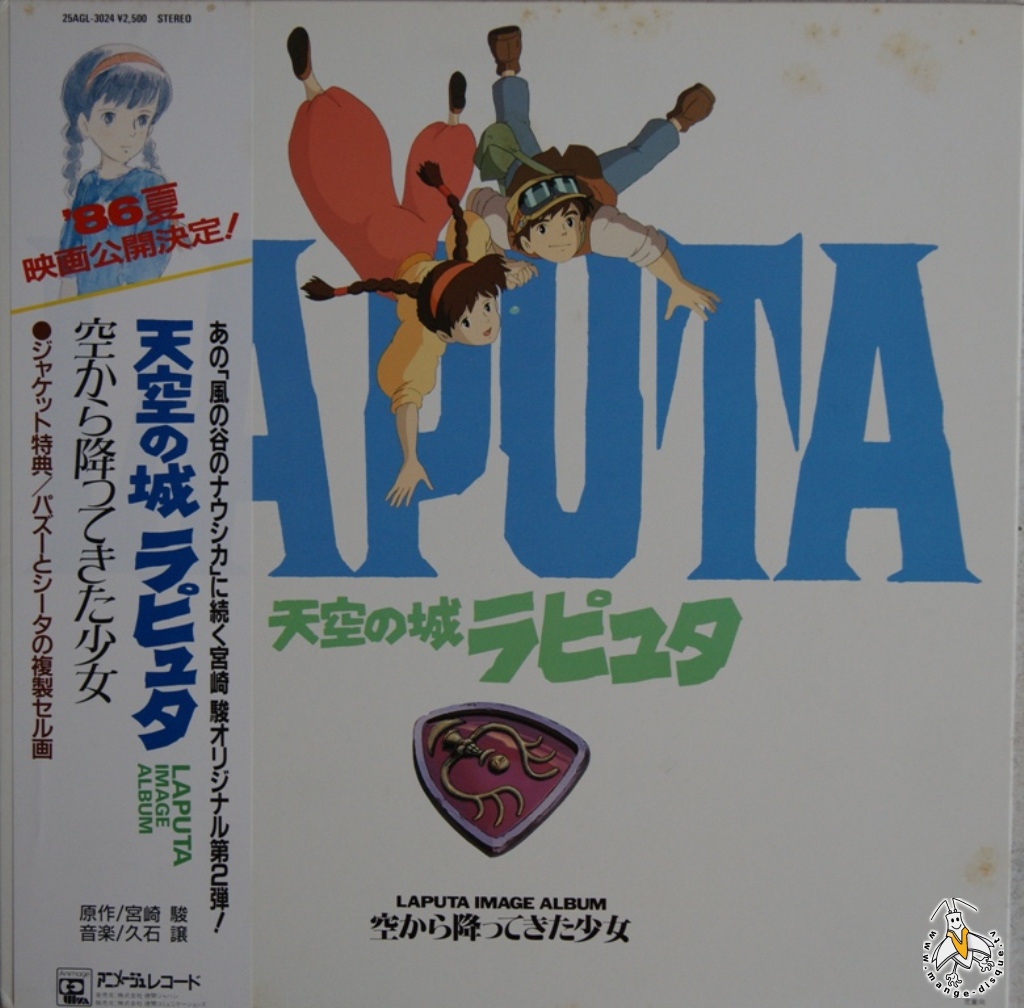 25AGL-3024 ¥2,500 STEREO
'86夏
映画公開決定!
あの「風の谷のナウシカ」に続く宮崎 駿オリジナル第2弾!
天空の城 ラピュタ
LAPUTA
IMAGE
ALBUM
空から降ってきた少女
●ジャケット特典/パズーとシータの複製セル画
原作/宮崎 駿
音楽/久石 譲
Animage
アニメージュレコード
APUTA
天空の城 ラピュタ
LAPUTA IMAGE ALBUM
空から降ってきた少女
www.mange-disque.tv